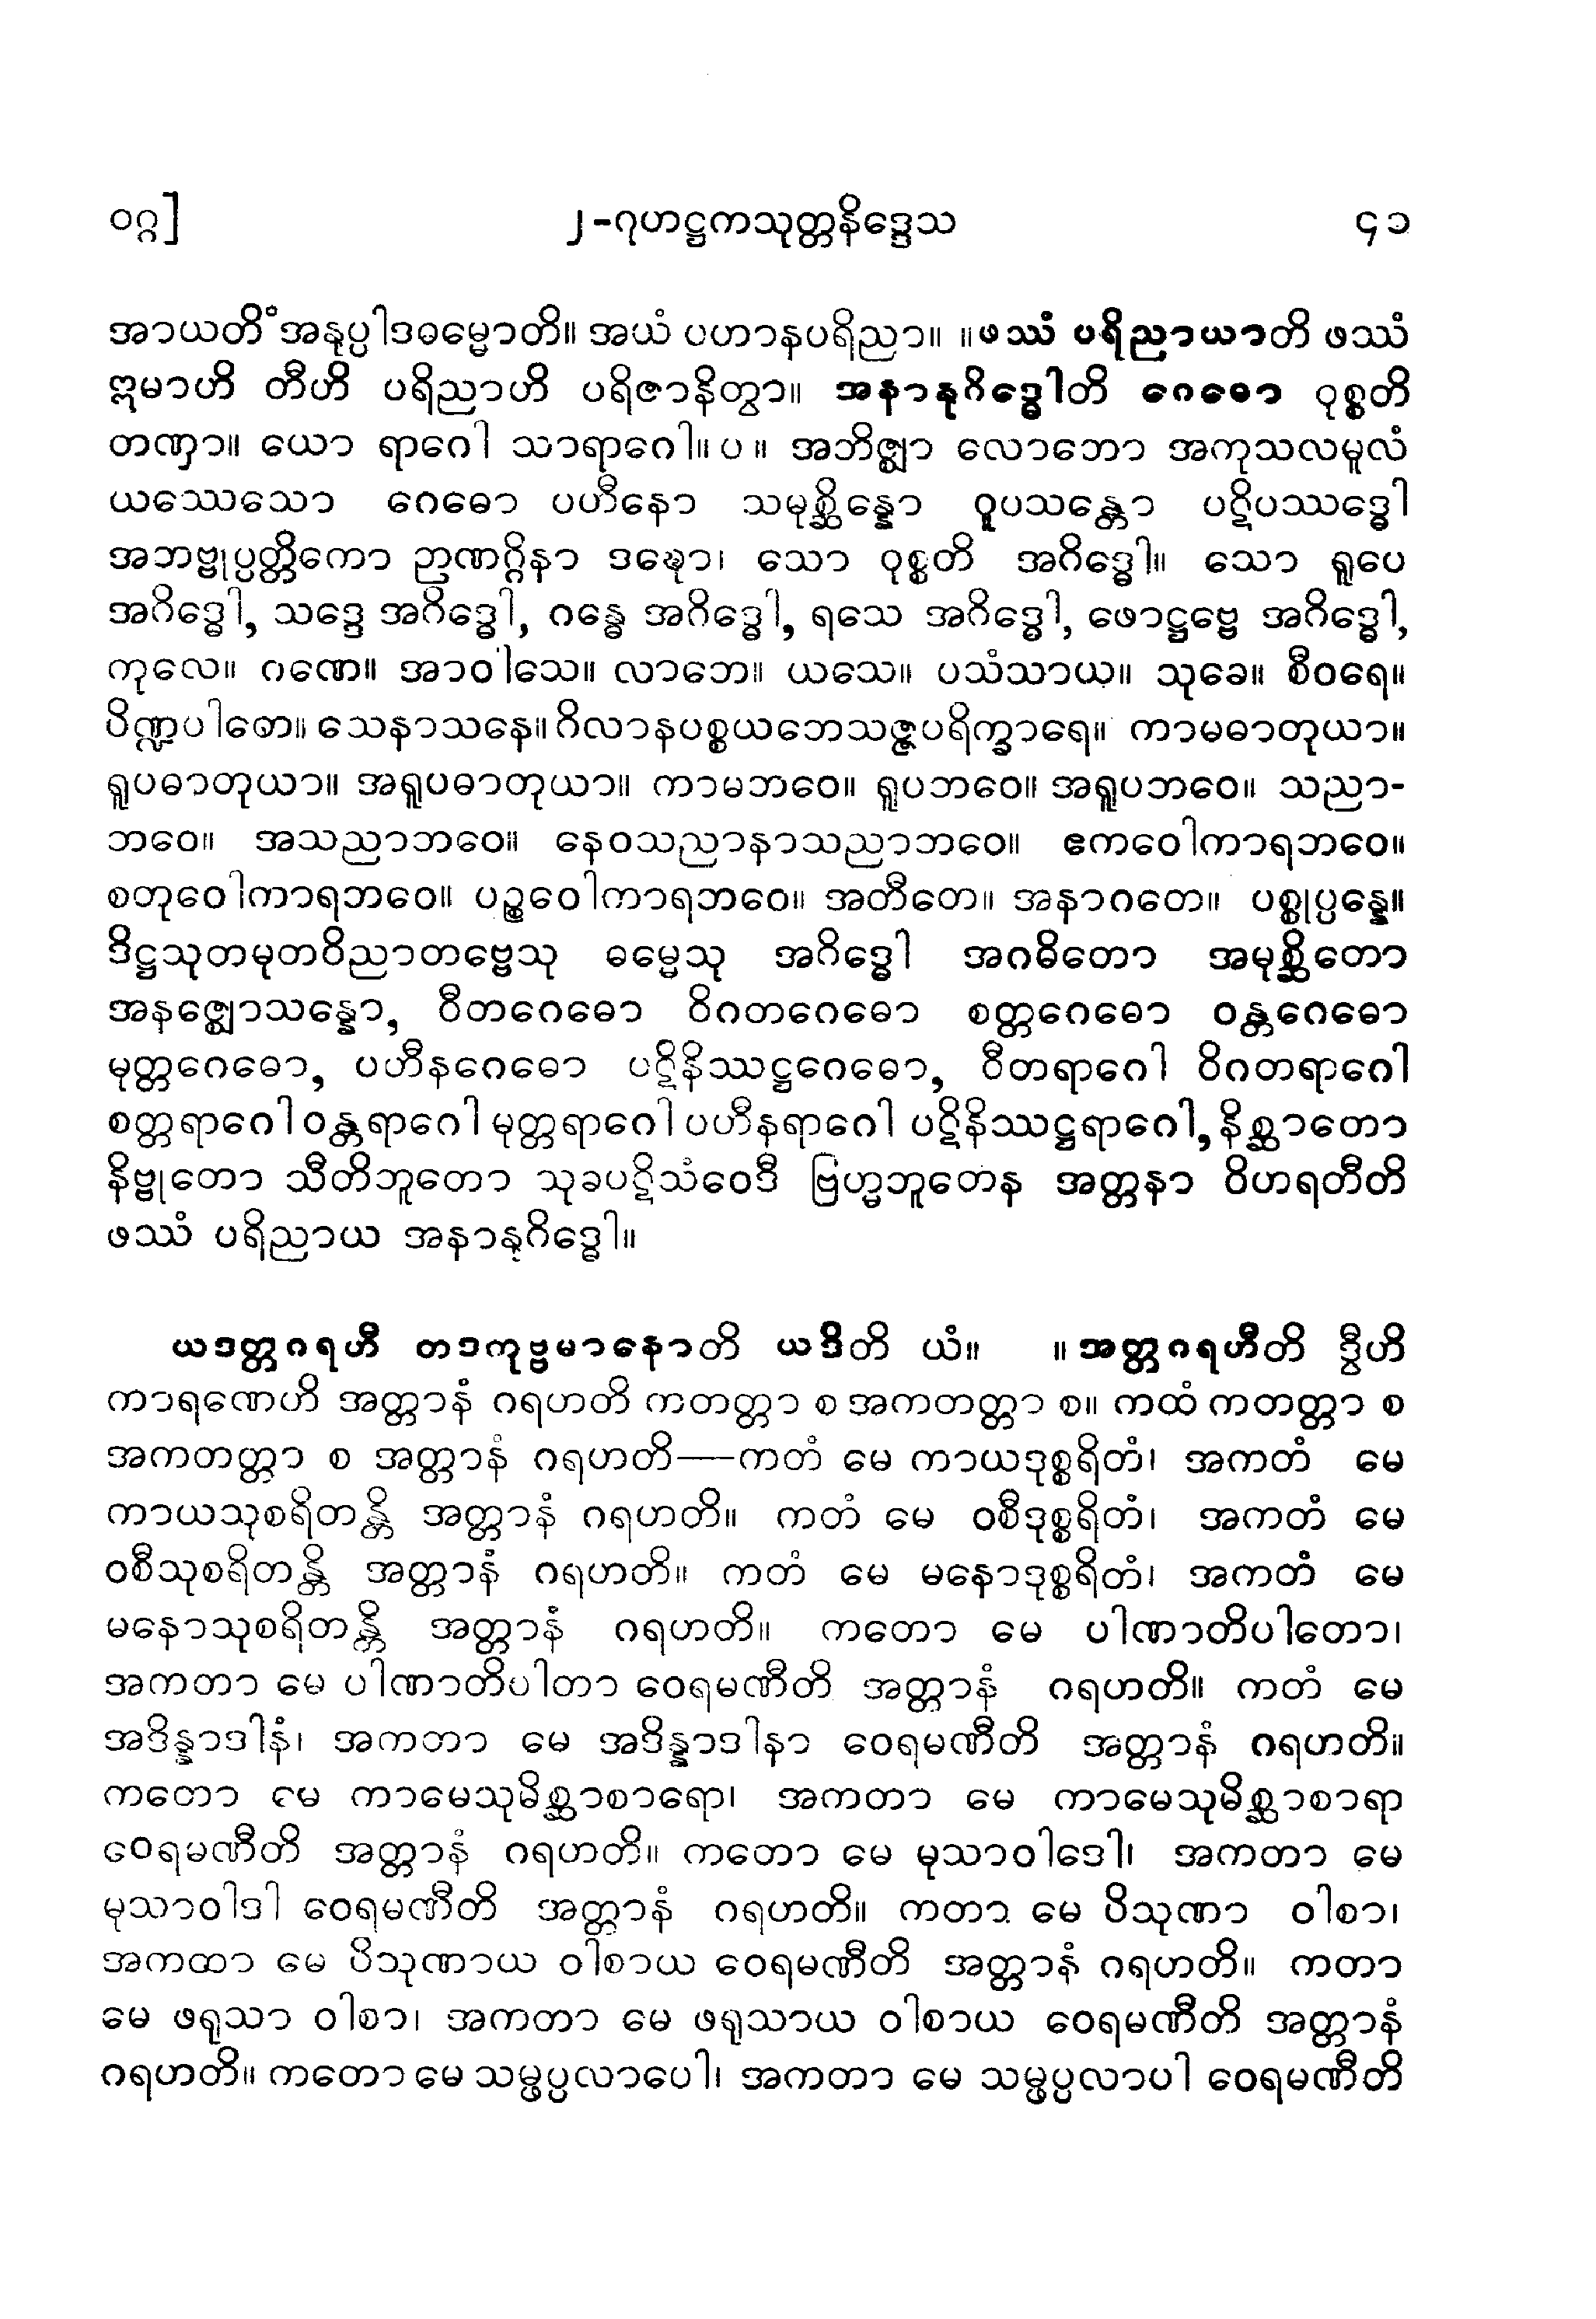 ဝဂ္ဂ] ၂-ဂုဟဋ္ဌကသုတ္တနိဒ္ဒေသ ၄၁
အာယတိံ အနုပ္ပါဒဓမ္မောတိ။ အယံ ပဟာနပရိညာ။ ။ဖဿံ ပရိညာယာတိ ဖဿံ
ဣမာဟိ တီဟိ ပရိညာဟိ ပရိဇာနိတွာ။ အနာနုဂိဒ္ဓေါတိ ဂေဓော ဝုစ္စတိ
တဏှာ။ ယော ရာဂေါ သာရာဂေါ။ ပ ။ အဘိဇ္ဈာ လောဘော အကုသလမူလံ
ယဿေသော ဂေဓော ပဟီနော သမုစ္ဆိန္နော ဝူပသန္တော ပဋိပဿဒ္ဓေါ
အဘဗ္ဗုပ္ပတ္တိကော ဉာဏဂ္ဂိနာ ဒဍ္ဎော၊ သော ဝုစ္စတိ အဂိဒ္ဓေါ။ သော ရူပေ
အဂိဒ္ဓေါ, သဒ္ဒေ အဂိဒ္ဓေါ, ဂန္ဓေ အဂိဒ္ဓေါ, ရသေ အဂိဒ္ဓေါ, ဖောဋ္ဌဗ္ဗေ အဂိဒ္ဓေါ,
ကုလေ။ ဂဏေ။ အာဝါသေ။ လာဘေ။ ယသေ။ ပသံသာယ။ သုခေ။ စီဝရေ။
ပိဏ္ဍပါတေ။ သေနာသနေ။ ဂိလာနပစ္စယဘေသဇ္ဇပရိက္ခာရေ။ ကာမဓာတုယာ။
ရူပဓာတုယာ။ အရူပဓာတုယာ။ ကာမဘဝေ။ ရူပဘဝေ။ အရူပဘဝေ။ သညာ-
ဘဝေ။ အသညာဘဝေ။ နေဝသညာနာသညာဘဝေ။ ဧကဝေါကာရဘဝေ။
စတုဝေါကာရဘဝေ။ ပဉ္စဝေါကာရဘဝေ။ အတီတေ။ အနာဂတေ။ ပစ္စုပ္ပန္နေ။
ဒိဋ္ဌသုတမုတဝိညာတဗ္ဗေသု ဓမ္မေသု အဂိဒ္ဓေါ အဂဓိတော အမုစ္ဆိတော
အနဇ္ဈောသန္နော, ဝီတဂေဓော ဝိဂတဂေဓော စတ္တဂေဓော ဝန္တဂေဓော
မုတ္တဂေဓော, ပဟီနဂေဓော ပဋိနိဿဋ္ဌဂေဓော, ဝီတရာဂေါ ဝိဂတရာဂေါ
စတ္တရာဂေါ ဝန္တရာဂေါ မုတ္တရာဂေါ ပဟီနရာဂေါ ပဋိနိဿဋ္ဌရာဂေါ, နိစ္ဆာတော
နိဗ္ဗုတော သီတိဘူတော သုခပဋိသံဝေဒီ ဗြဟ္မဘူတေန အတ္တနာ ဝိဟရတီတိ
ဖဿံ ပရိညာယ အနာနုဂိဒ္ဓေါ။
ယဒတ္တဂရဟီ တဒကုဗ္ဗမာနောတိ ယဒိတိ ယံ။ ။အတ္တဂရဟီတိ ဒွီဟိ
ကာရဏေဟိ အတ္တာနံ ဂရဟတိ ကတတ္တာ စ အကတတ္တာ စ။ ကထံ ကတတ္တာ စ
အကတတ္တာ စ အတ္တာနံ ဂရဟတိ—ကတံ မေ ကာယဒုစ္စရိတံ၊ အကတံ မေ
ကာယသုစရိတန္တိ အတ္တာနံ ဂရဟတိ။ ကတံ မေ ဝစီဒုစ္စရိတံ၊ အကတံ မေ
ဝစီသုစရိတန္တိ အတ္တာနံ ဂရဟတိ။ ကတံ မေ မနောဒုစ္စရိတံ၊ အကတံ မေ
မနောသုစရိတန္တိ အတ္တာနံ ဂရဟတိ။ ကတော မေ ပါဏာတိပါတော၊
အကတာ မေ ပါဏာတိပါတာ ဝေရမဏီတိ အတ္တာနံ ဂရဟတိ။ ကတံ မေ
အဒိန္နာဒါနံ၊ အကတာ မေ အဒိန္နာဒါနာ ဝေရမဏီတိ အတ္တာနံ ဂရဟတိ။
ကတော မေ ကာမေသုမိစ္ဆာစာရော၊ အကတာ မေ ကာမေသုမိစ္ဆာစာရာ
ဝေရမဏီတိ အတ္တာနံ ဂရဟတိ။ ကတော မေ မုသာဝါဒေါ၊ အကတာ မေ
မုသာဝါဒါ ဝေရမဏီတိ အတ္တာနံ ဂရဟတိ။ ကတာ မေ ပိသုဏာ ဝါစာ၊
အကတာ မေ ပိသုဏာယ ဝါစာယ ဝေရမဏီတိ အတ္တာနံ ဂရဟတိ။ ကတာ
မေ ဖရုသာ ဝါစာ၊ အကတာ မေ ဖရုသာယ ဝါစာယ ဝေရမဏီတိ အတ္တာနံ
ဂရဟတိ။ ကတော မေ သမ္ဖပ္ပလာပေါ၊ အကတာ မေ သမ္ဖပ္ပလာပါ ဝေရမဏီတိ